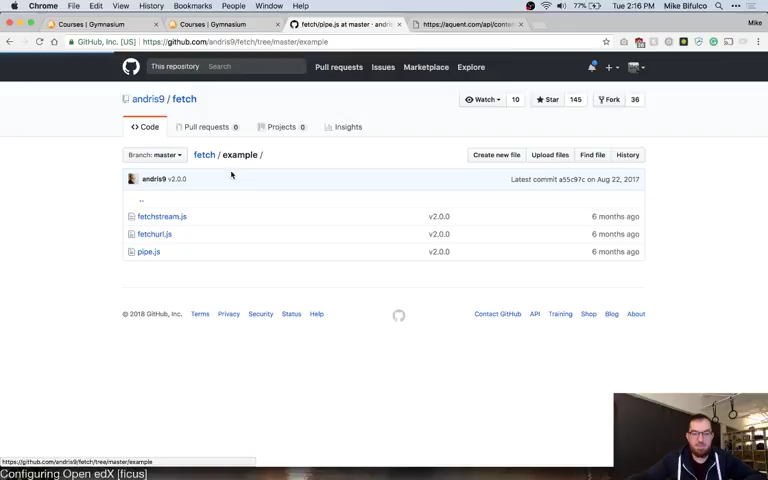 Chrome File Edit View History Bookmarks People Window Help 77% Tue 2:16 PM Mike Bifulco
Courses | Gymnasium Courses | Gymnasium fetch/pipe.js at master · andris https://aquent.com/api/conten Mike
GitHub, Inc. [US] https://github.com/andris9/fetch/tree/master/example
This repository Search Pull requests Issues Marketplace Explore
andris9 / fetch Watch 10 Star 145 Fork 36
Code Pull requests 0 Projects 0 Insights
Branch: master fetch / example / Create new file Upload files Find file History
andris9 v2.0.0 Latest commit a55c97c on Aug 22, 2017
..
fetchstream.js v2.0.0 6 months ago
fetchurl.js v2.0.0 6 months ago
pipe.js v2.0.0 6 months ago
© 2018 GitHub, Inc. Terms Privacy Security Status Help Contact GitHub API Training Shop Blog About
https://github.com/andris9/fetch/tree/master/example
Configuring Open edX [ficus]